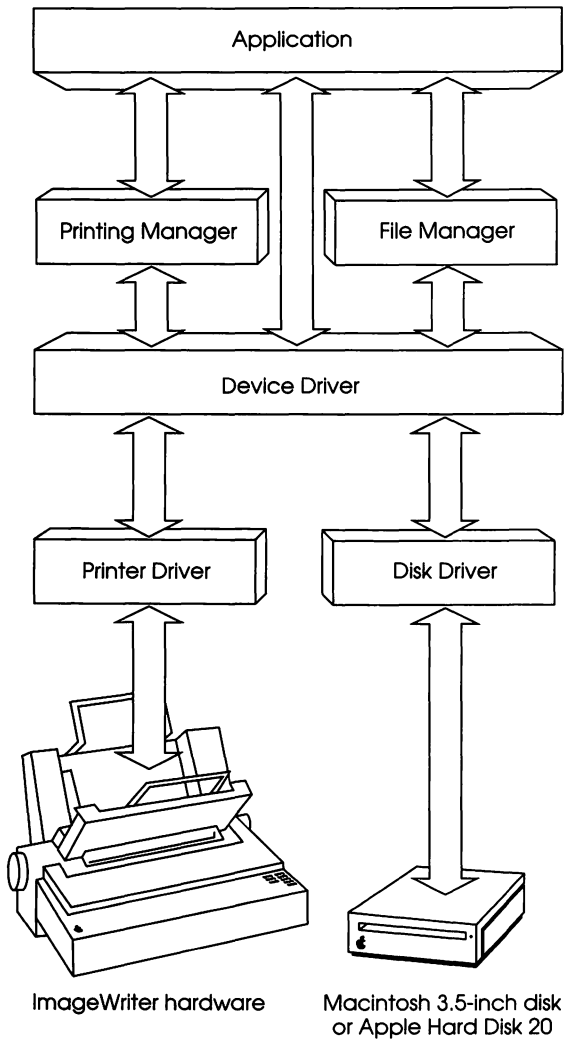 Application
Printing Manager
File Manager
Device Driver
Printer Driver
Disk Driver
ImageWriter hardware
Macintosh 3.5-inch disk
or Apple Hard Disk 20